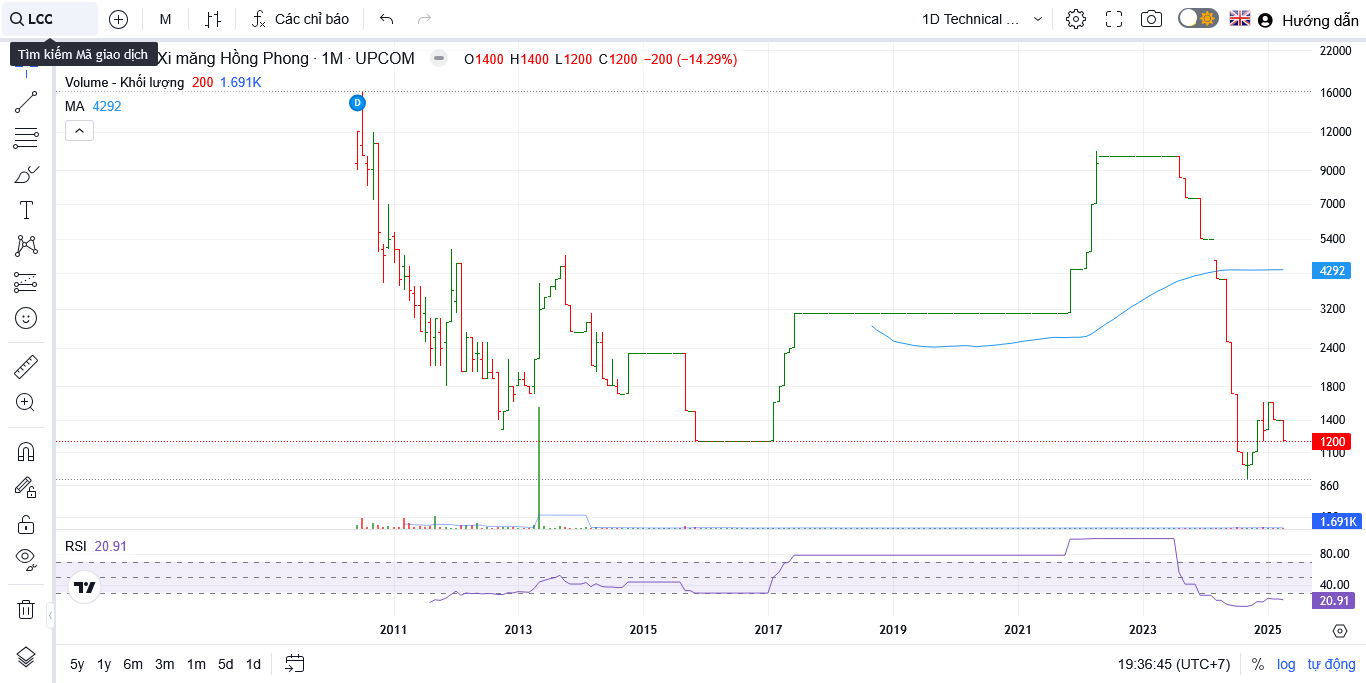 LCC
M
Các chỉ báo
1D Technical ...
Hướng dẫn
Tìm kiếm Mã giao dịch
Xi măng Hồng Phong · 1M · UPCOM
O1400 H1400 L1200 C1200 −200 (−14.29%)
Volume - Khối lượng 200 1.691K
MA 4292
D
22000
16000
12000
9000
7000
5400
4292
3200
2400
1800
1400
1200
1100
860
1.691K
RSI 20.91
80.00
40.00
20.91
2011 2013 2015 2017 2019 2021 2023 2025
5y 1y 6m 3m 1m 5d 1d
19:36:45 (UTC+7) % log tự động